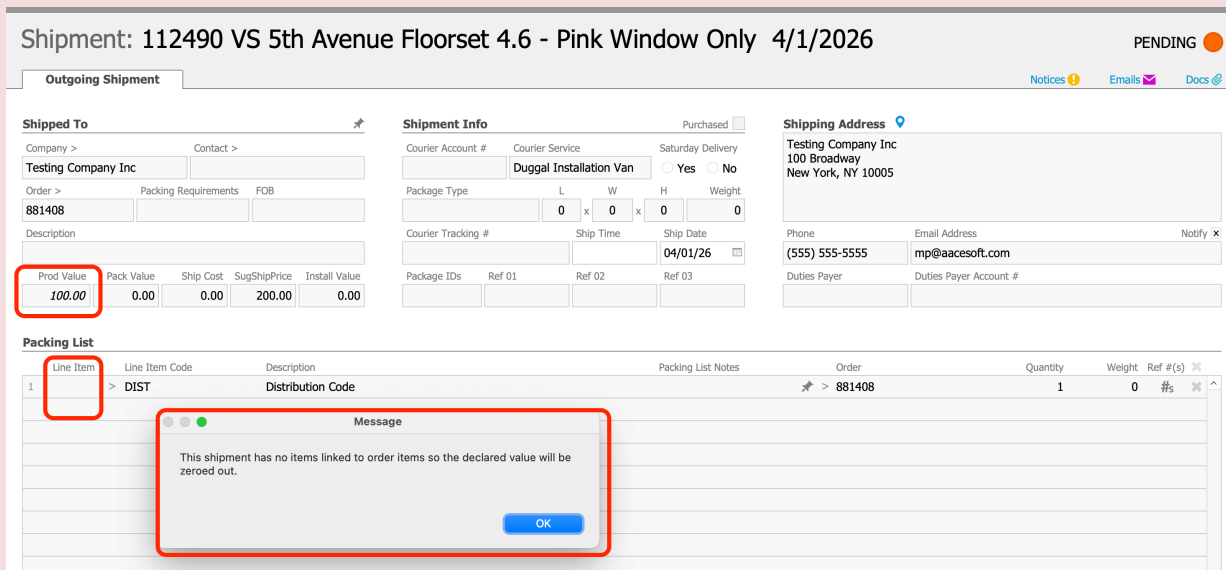 Shipment: 112490 VS 5th Avenue Floorset 4.6 - Pink Window Only 4/1/2026
PENDING
Outgoing Shipment
Notices
Emails
Docs
Shipped To
Company > Contact >
Testing Company Inc
Order > Packing Requirements FOB
881408
Description
Prod Value Pack Value Ship Cost SugShipPrice Install Value
100.00 0.00 0.00 200.00 0.00
Shipment Info Purchased
Courier Account # Courier Service Saturday Delivery
Duggal Installation Van Yes No
Package Type L W H Weight
0 x 0 x 0 0
Courier Tracking # Ship Time Ship Date
04/01/26
Package IDs Ref 01 Ref 02 Ref 03
Shipping Address
Testing Company Inc
100 Broadway
New York, NY 10005
Phone Email Address Notify x
(555) 555-5555 mp@aacesoft.com
Duties Payer Duties Payer Account #
Packing List
Line Item Line Item Code Description Packing List Notes Order Quantity Weight Ref #(s)
1 > DIST Distribution Code > 881408 1 0 #s
Message
This shipment has no items linked to order items so the declared value will be
zeroed out.
OK